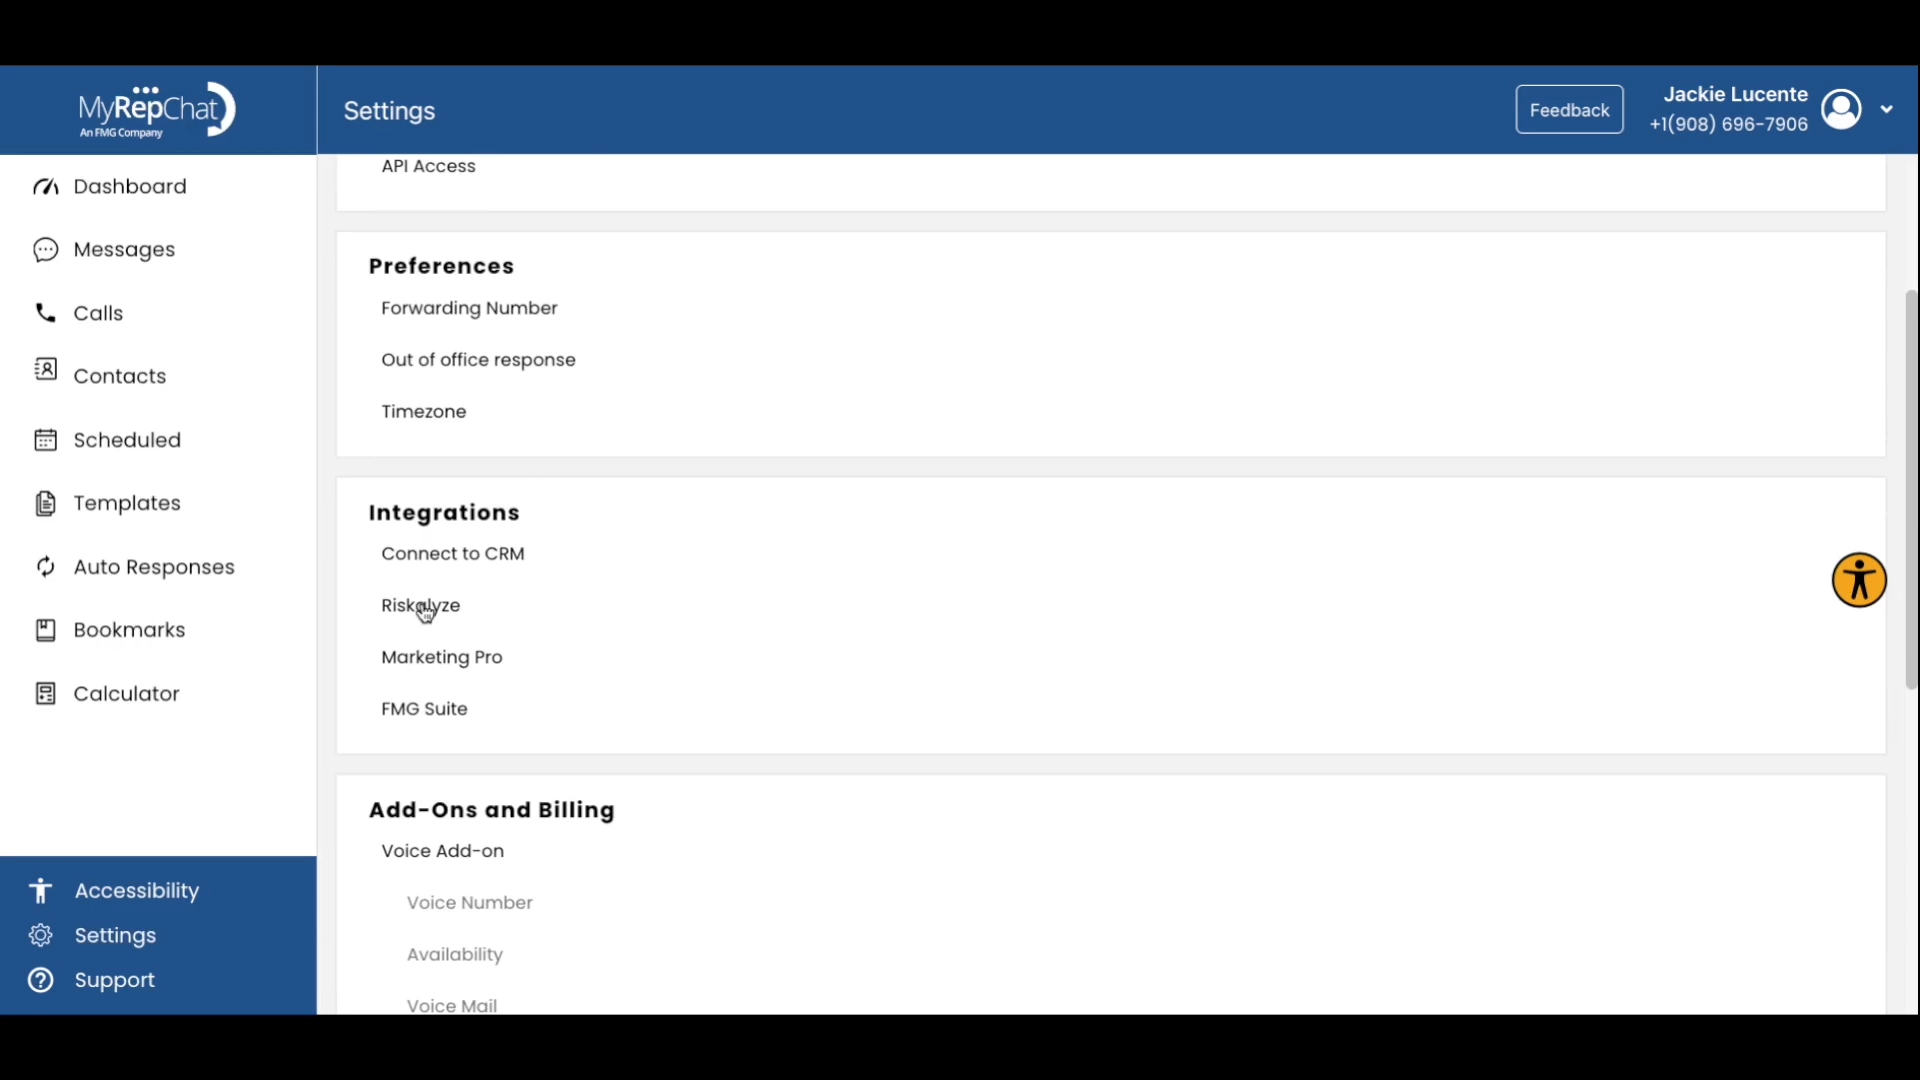 MyRepChat
An FMG Company
Settings
Feedback
Jackie Lucente
+1(908) 696-7906
Dashboard
Messages
Calls
Contacts
Scheduled
Templates
Auto Responses
Bookmarks
Calculator
Accessibility
Settings
Support
API Access
Preferences
Forwarding Number
Out of office response
Timezone
Integrations
Connect to CRM
Riskalyze
Marketing Pro
FMG Suite
Add-Ons and Billing
Voice Add-on
Voice Number
Availability
Voice Mail